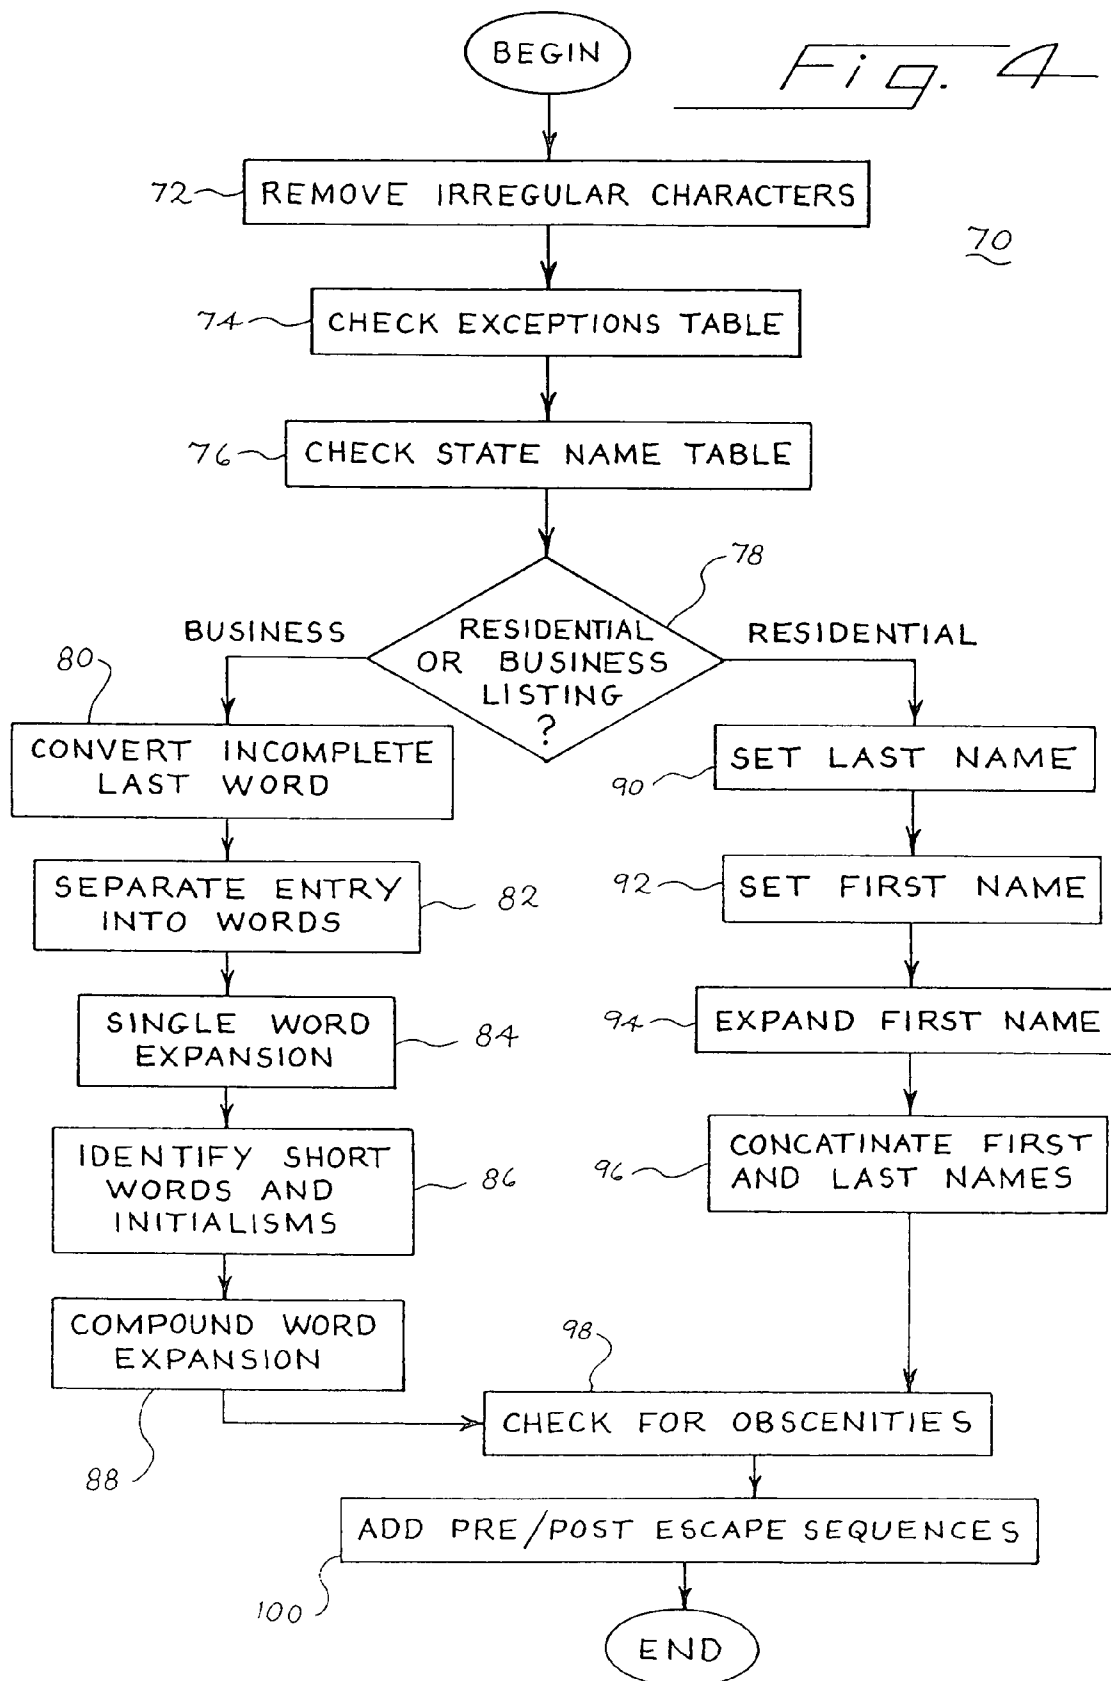 BEGIN
Fig. 4
72 REMOVE IRREGULAR CHARACTERS
70
74 CHECK EXCEPTIONS TABLE
76 CHECK STATE NAME TABLE
78
RESIDENTIAL
OR BUSINESS
LISTING
?
BUSINESS
RESIDENTIAL
80
CONVERT INCOMPLETE
LAST WORD
SEPARATE ENTRY
INTO WORDS
82
SINGLE WORD
EXPANSION
84
IDENTIFY SHORT
WORDS AND
INITIALISMS
86
COMPOUND WORD
EXPANSION
88
SET LAST NAME
90
92 SET FIRST NAME
94 EXPAND FIRST NAME
CONCATINATE FIRST
AND LAST NAMES
96
98
CHECK FOR OBSCENITIES
ADD PRE/POST ESCAPE SEQUENCES
100
END